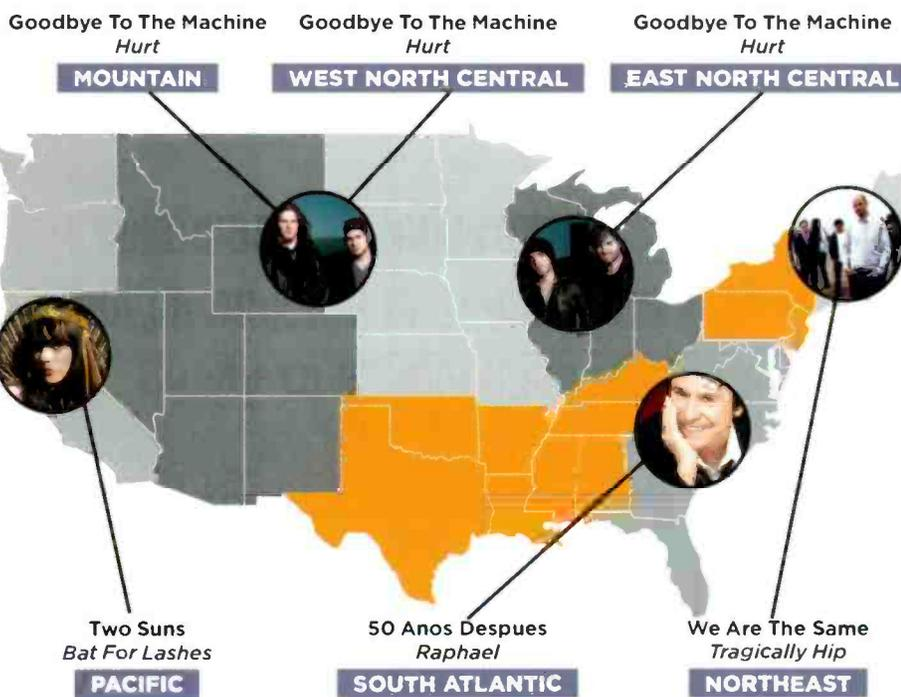 Goodbye To The Machine
Hurt
MOUNTAIN
Goodbye To The Machine
Hurt
WEST NORTH CENTRAL
Goodbye To The Machine
Hurt
EAST NORTH CENTRAL
Two Suns
Bat For Lashes
PACIFIC
50 Anos Despues
Raphael
SOUTH ATLANTIC
We Are The Same
Tragically Hip
NORTHEAST